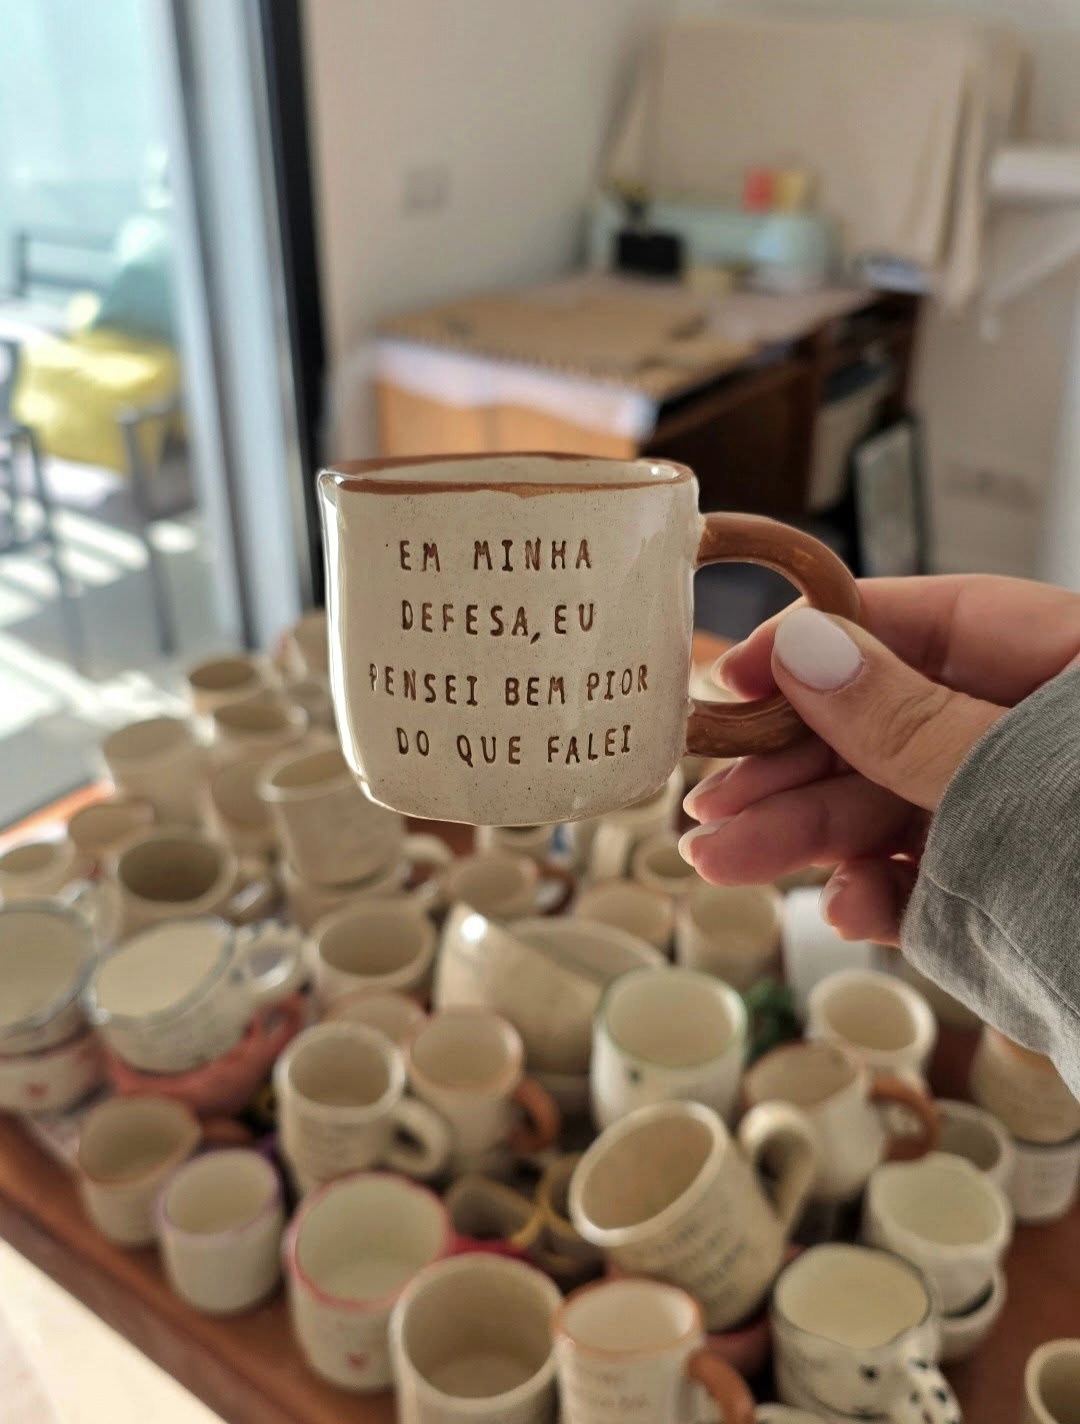 EM MINHA
DEFESA, EU
PENSEI BEM PIOR
DO QUE FALEI